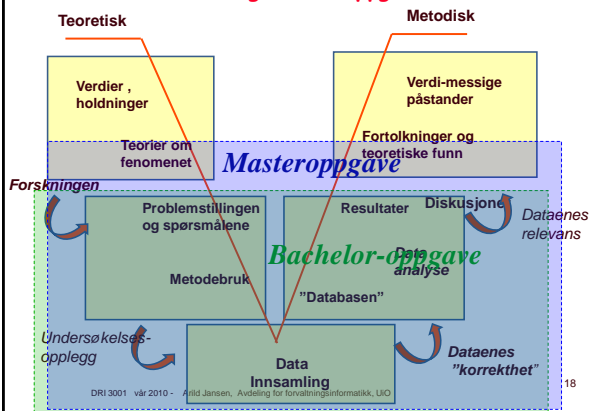 Teoretisk
Metodisk
Verdier ,
holdninger
Verdi-messige
påstander
Teorier om
fenomenet
Fortolkninger og
teoretiske funn
Masteroppgave
Forskningen
Problemstillingen
og spørsmålene
Resultater
Diskusjone
Dataenes
relevans
Bachelor-oppgave
Data
analyse
Metodebruk
”Databasen”
Undersøkelses-
opplegg
Data
Innsamling
Dataenes
”korrekthet”
DRI 3001 vår 2010 - Arild Jansen, Avdeling for forvaltningsinformatikk, UiO
18